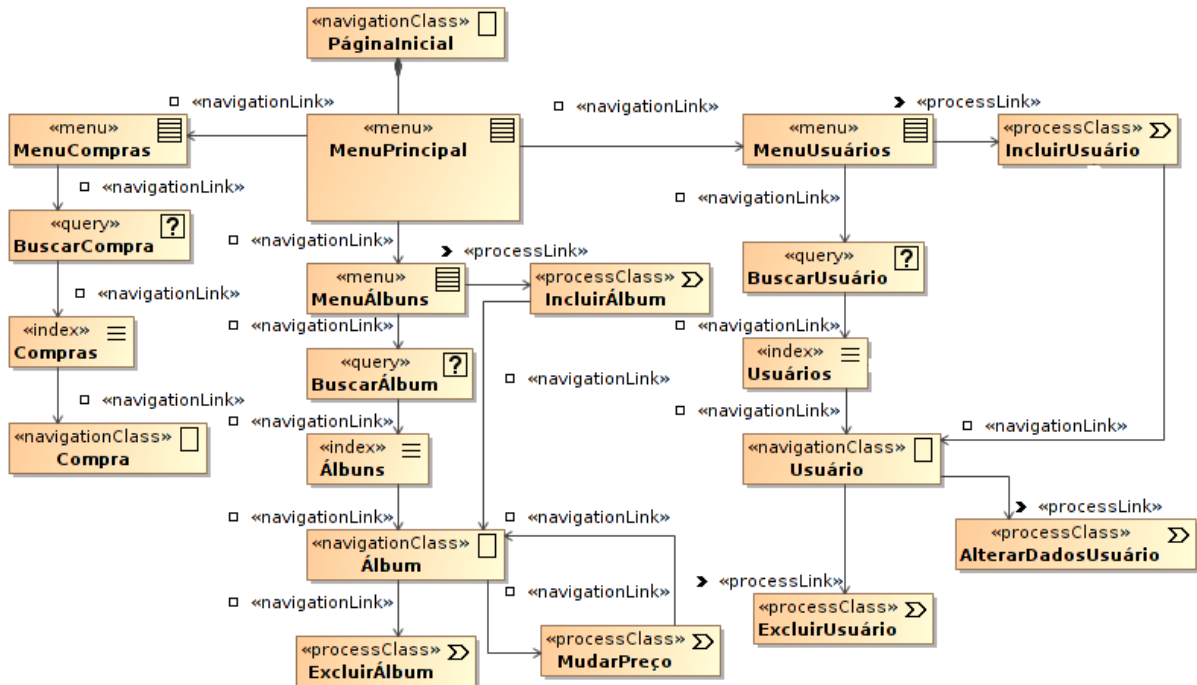 «navigationClass»
PáginaInicial
«navigationLink»
«navigationLink»
«processLink»
«menu»
MenuCompras
«menu»
MenuPrincipal
«menu»
MenuUsuários
«processClass»
IncluirUsuário
«navigationLink»
«navigationLink»
«query»
BuscarCompra
«navigationLink»
«processLink»
«query»
BuscarUsuário
«menu»
MenuÁlbuns
«processClass»
IncluirÁlbum
«navigationLink»
«index»
Compras
«navigationLink»
«navigationLink»
«index»
Usuários
«query»
BuscarÁlbum
«navigationLink»
«navigationLink»
«navigationLink»
«navigationLink»
«navigationLink»
«navigationClass»
Compra
«index»
Álbuns
«navigationClass»
Usuário
«navigationLink»
«navigationLink»
«processLink»
«navigationClass»
Álbum
«processClass»
AlterarDadosUsuário
«navigationLink»
«navigationLink»
«processLink»
«processClass»
ExcluirÁlbum
«processClass»
MudarPreço
«processClass»
ExcluirUsuário